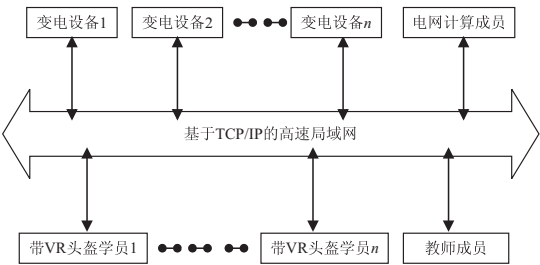 变电设备1
变电设备2
变电设备n
电网计算成员
基于TCP/IP的高速局域网
带VR头盔学员1
带VR头盔学员n
教师成员